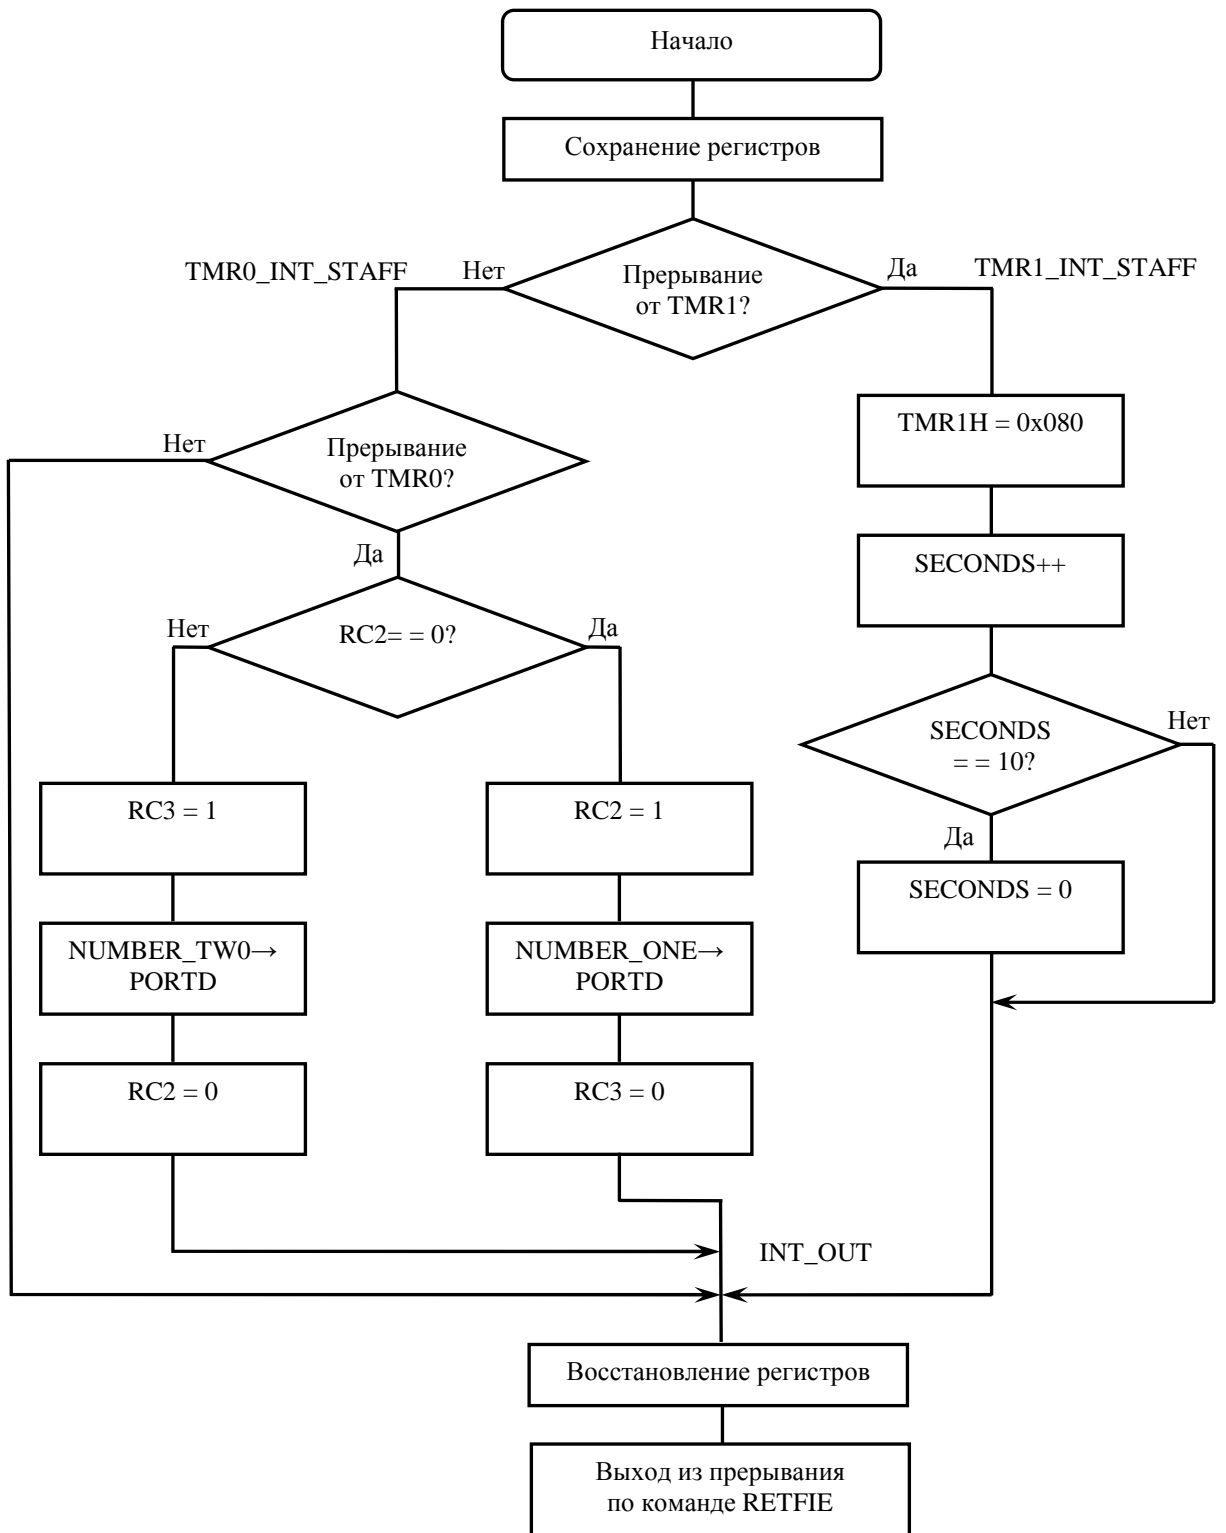 Начало
Сохранение регистров
TMR0_INT_STAFF
Нет
Прерывание
от TMR1?
Да
TMR1_INT_STAFF
TMR1H = 0x080
Нет
Прерывание
от TMR0?
Да
SECONDS++
Нет
RC2= = 0?
Да
SECONDS
= = 10?
Нет
Да
RC3 = 1
RC2 = 1
SECONDS = 0
NUMBER_TW0→
PORTD
NUMBER_ONE→
PORTD
RC2 = 0
RC3 = 0
INT_OUT
Восстановление регистров
Выход из прерывания
по команде RETFIE